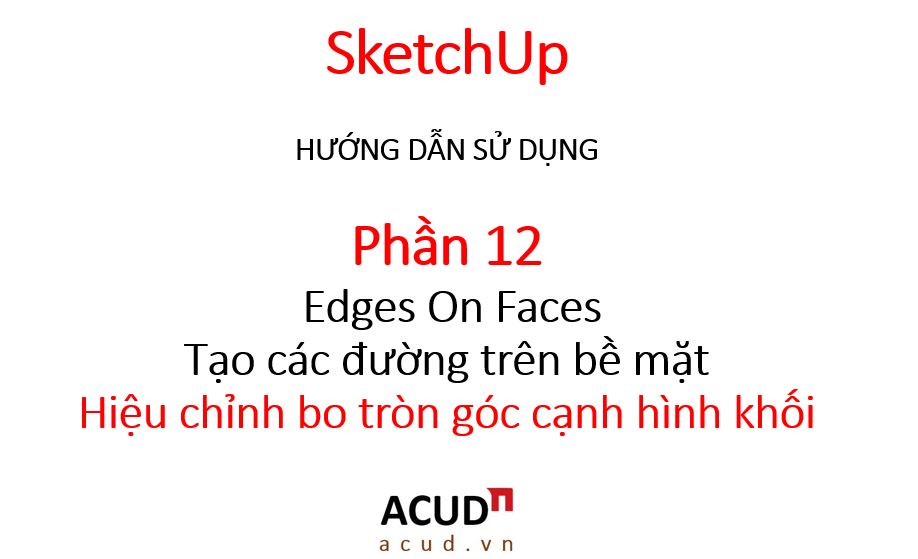 SketchUp
HƯỚNG DẪN SỬ DỤNG
Phần 12
Edges On Faces
Tạo các đường trên bề mặt
Hiệu chỉnh bo tròn góc cạnh hình khối
ACUD
acud.vn